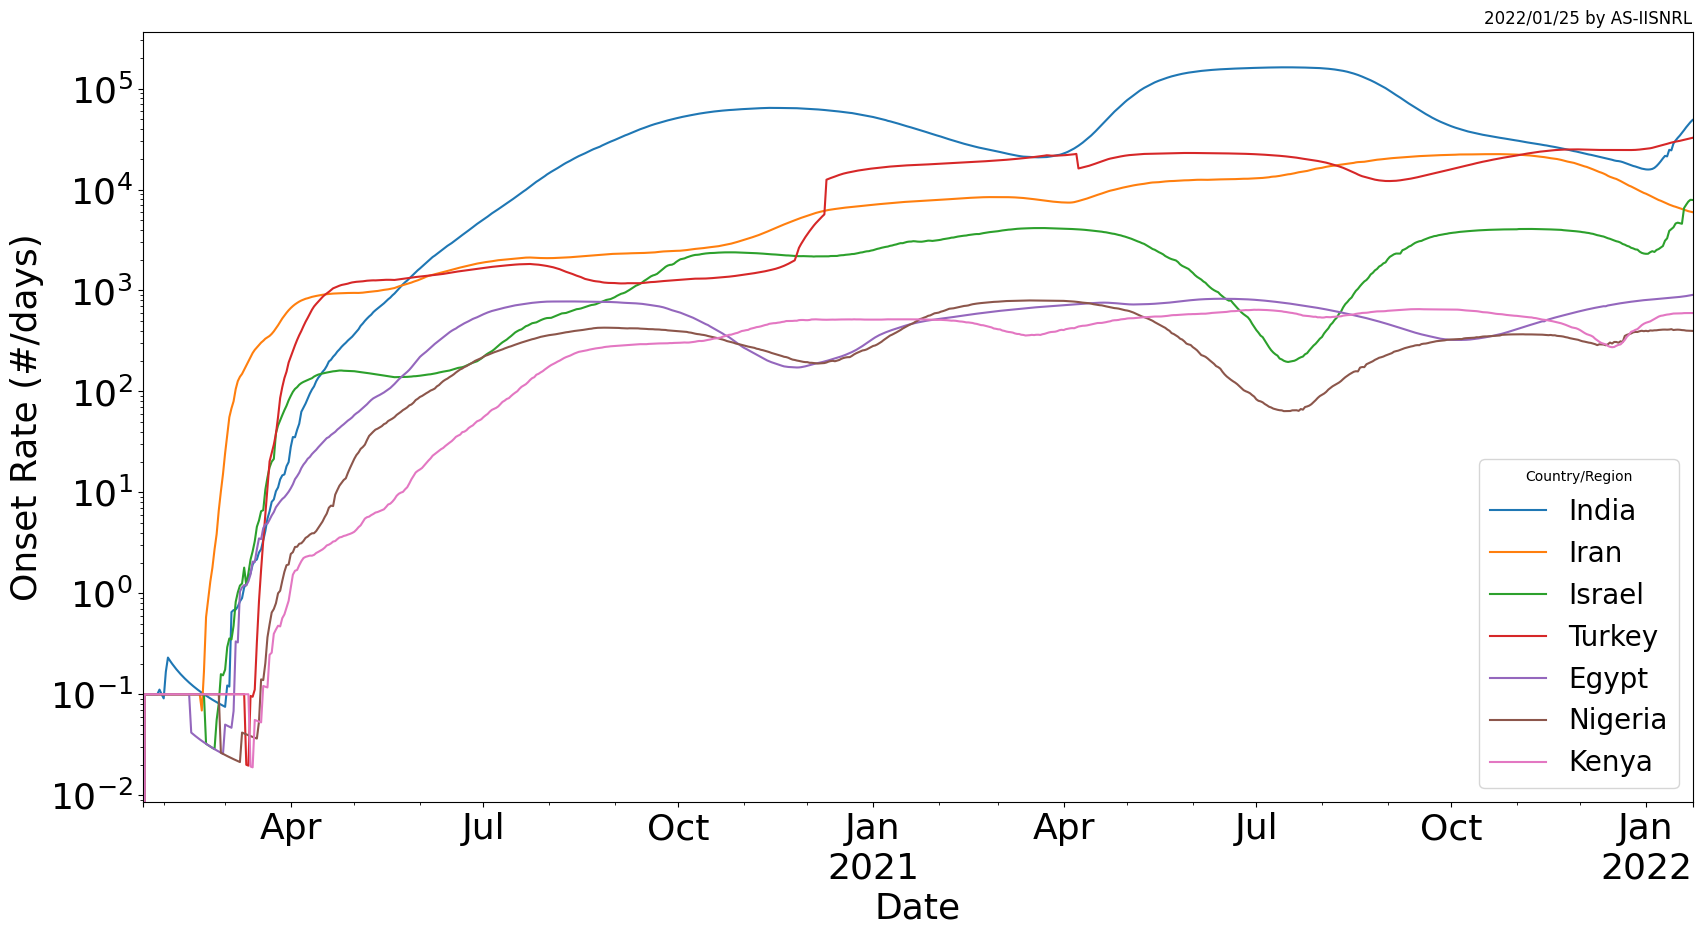 2022/01/25 by AS-IISNRL
Onset Rate (#/days)
10^5
10^4
10^3
10^2
10^1
10^0
10^-1
10^-2
Country/Region
India
Iran
Israel
Turkey
Egypt
Nigeria
Kenya
Apr Jul Oct Jan Apr Jul Oct Jan
2021 2022
Date